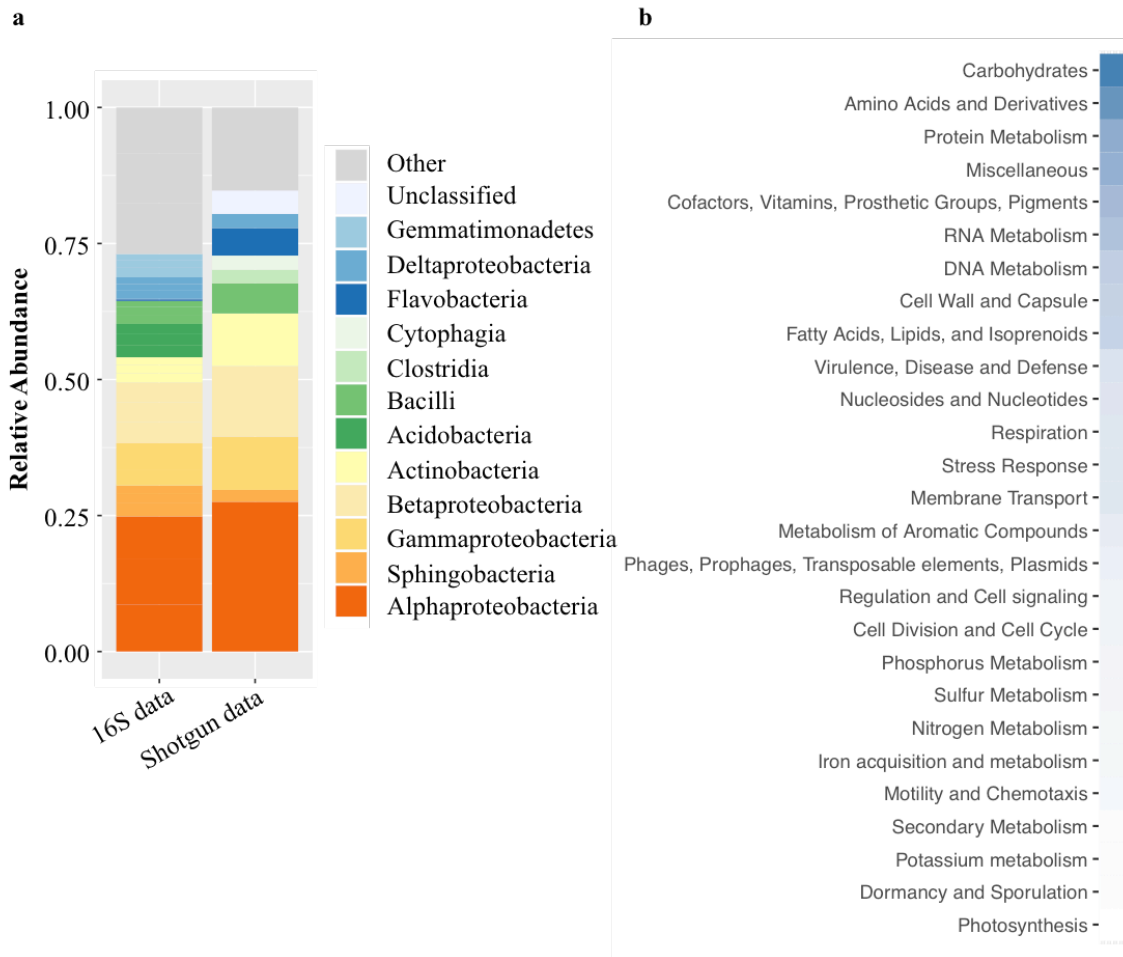 a
b
Relative Abundance
1.00
0.75
0.50
0.25
0.00
16S data
Shotgun data
Other
Unclassified
Gemmatimonadetes
Deltaproteobacteria
Flavobacteria
Cytophagia
Clostridia
Bacilli
Acidobacteria
Actinobacteria
Betaproteobacteria
Gammaproteobacteria
Sphingobacteria
Alphaproteobacteria
Carbohydrates
Amino Acids and Derivatives
Protein Metabolism
Miscellaneous
Cofactors, Vitamins, Prosthetic Groups, Pigments
RNA Metabolism
DNA Metabolism
Cell Wall and Capsule
Fatty Acids, Lipids, and Isoprenoids
Virulence, Disease and Defense
Nucleosides and Nucleotides
Respiration
Stress Response
Membrane Transport
Metabolism of Aromatic Compounds
Phages, Prophages, Transposable elements, Plasmids
Regulation and Cell signaling
Cell Division and Cell Cycle
Phosphorus Metabolism
Sulfur Metabolism
Nitrogen Metabolism
Iron acquisition and metabolism
Motility and Chemotaxis
Secondary Metabolism
Potassium metabolism
Dormancy and Sporulation
Photosynthesis